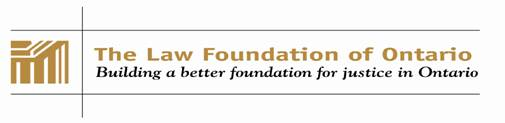 The Law Foundation of Ontario
Building a better foundation for justice in Ontario